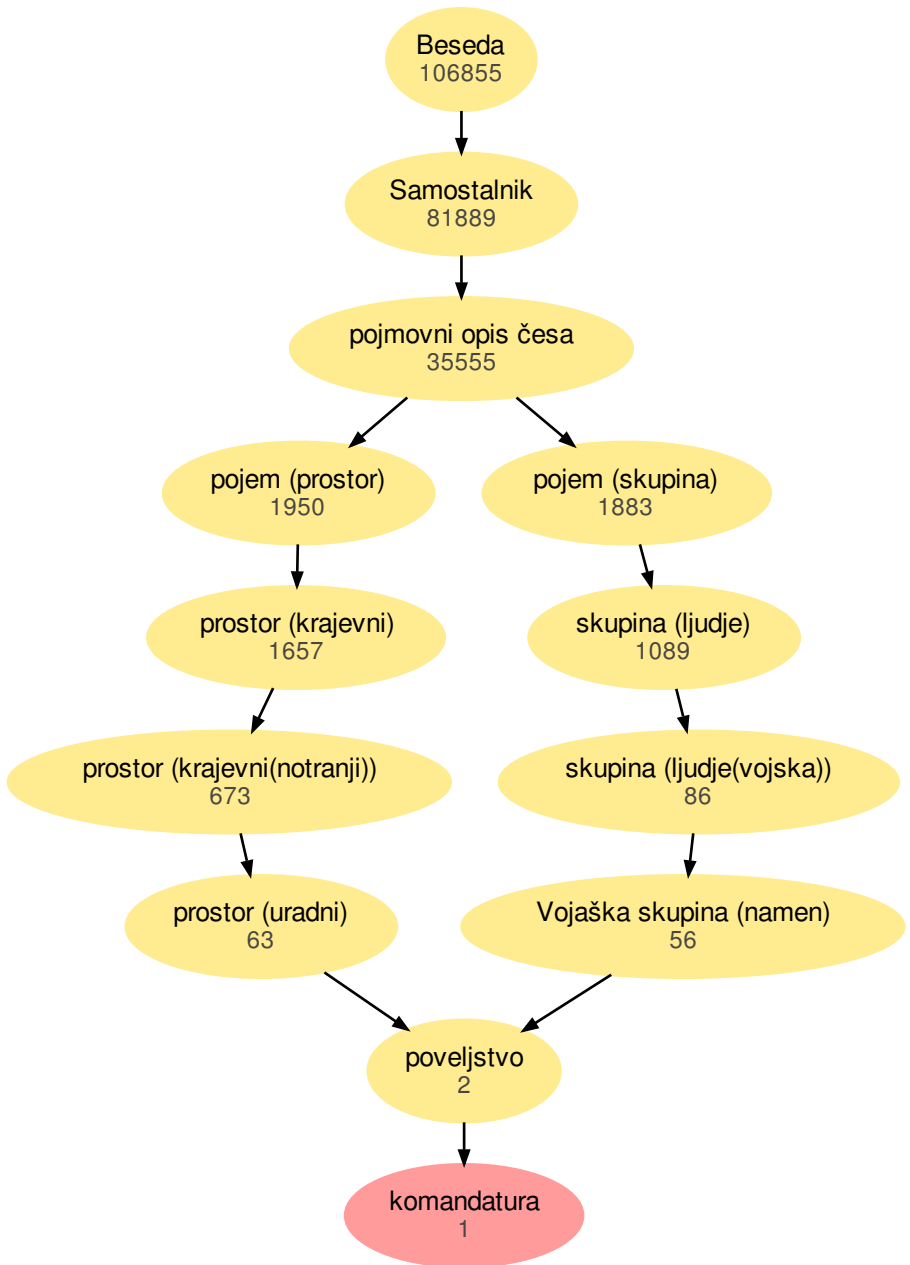 Beseda
106855
Samostalnik
81889
pojmovni opis česa
35555
pojem (prostor)
1950
pojem (skupina)
1883
prostor (krajevni)
1657
skupina (ljudje)
1089
prostor (krajevni(notranji))
673
skupina (ljudje(vojska))
86
prostor (uradni)
63
Vojaška skupina (namen)
56
poveljstvo
2
komandatura
1